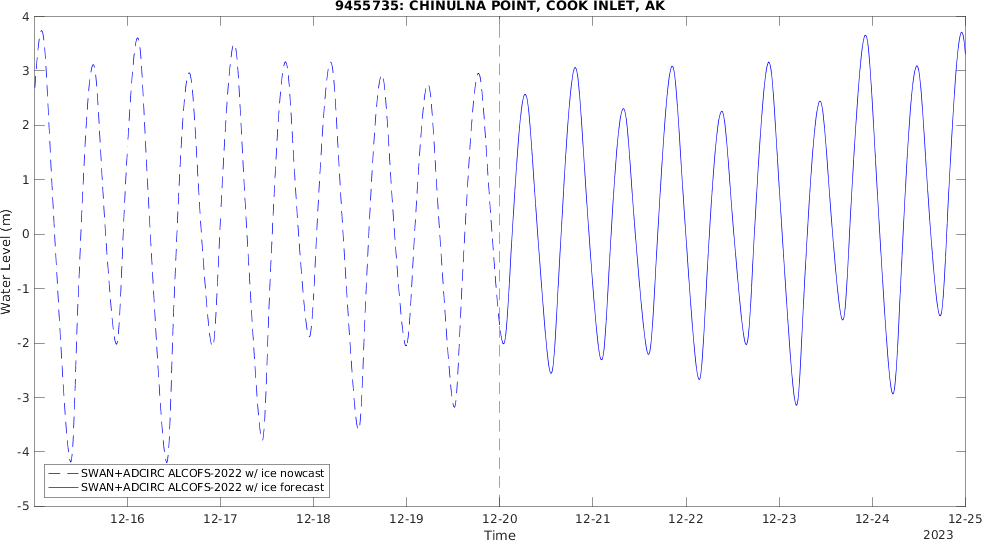 9455735: CHINULNA POINT, COOK INLET, AK
4
3
2
1
0
-1
-2
-3
-4
-5
Water Level (m)
SWAN+ADCIRC ALCOFS-2022 w/ ice nowcast
SWAN+ADCIRC ALCOFS-2022 w/ ice forecast
12-16 12-17 12-18 12-19 12-20 12-21 12-22 12-23 12-24 12-25
Time
2023